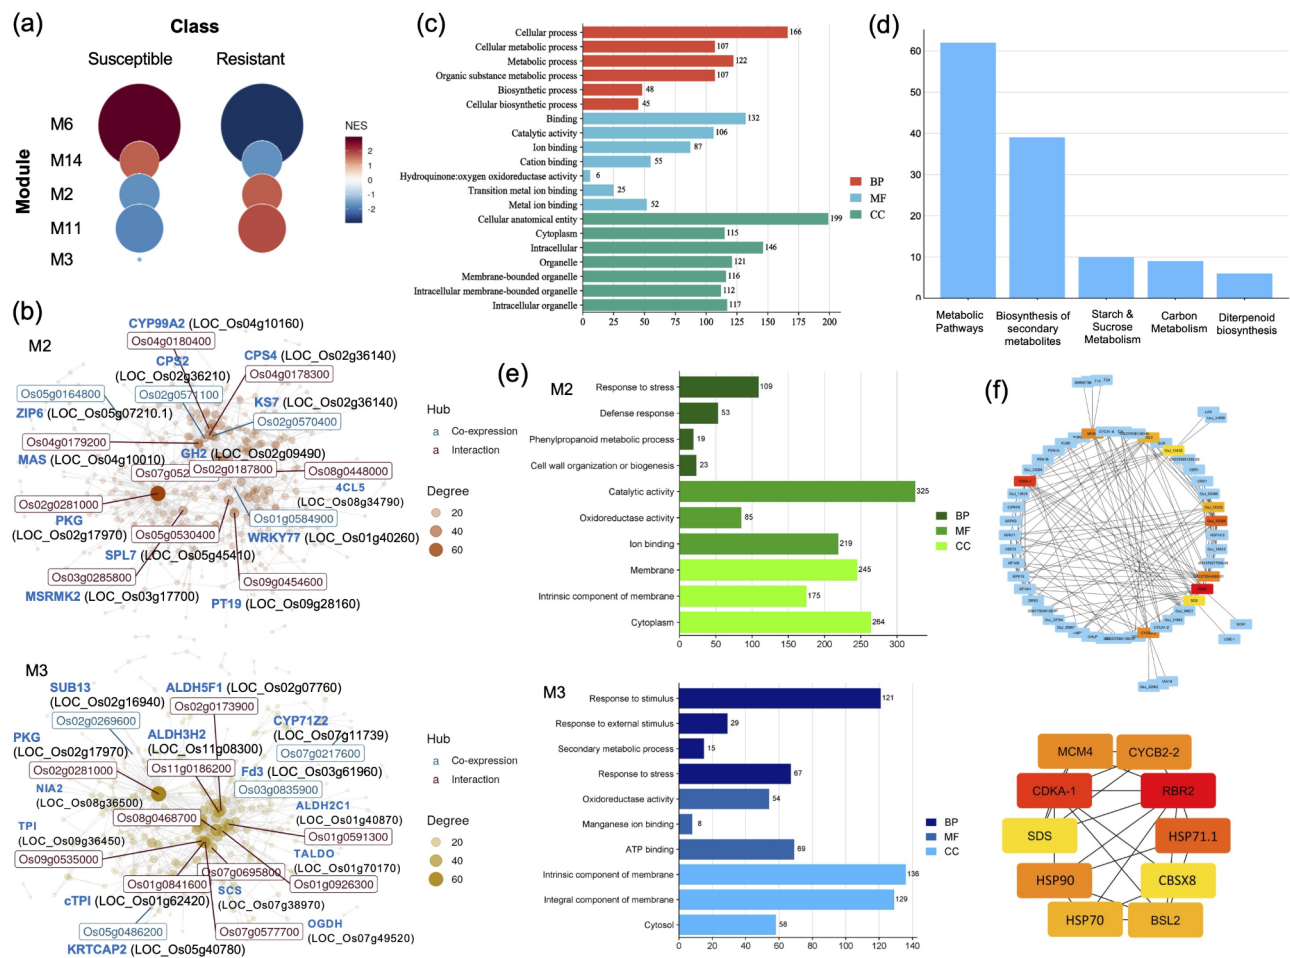 (a)
Class
Susceptible
Resistant
Module
M6
M14
M2
M11
M3
NES
2
1
0
-1
-2
(b)
M2
CYP99A2 (LOC_Os04g10160)
Os04g0180400
CPS2
(LOC_Os02g36210)
Os02g0571100
CPS4 (LOC_Os02g36140)
Os04g0178300
Os05g0164800
ZIP6 (LOC_Os05g07210.1)
KS7 (LOC_Os02g36140)
Os02g0570400
Os04g0179200
MAS (LOC_Os04g10010)
GH2 (LOC_Os02g09490)
Os07g052
Os02g0187800
Os08g0448000
4CL5
(LOC_Os08g34790)
Os02g0281000
PKG
(LOC_Os02g17970)
Os05g0530400
Os01g0584900
WRKY77 (LOC_Os01g40260)
SPL7 (LOC_Os05g45410)
Os03g0285800
MSRMK2 (LOC_Os03g17700)
Os09g0454600
PT19 (LOC_Os09g28160)
Hub
a Co-expression
a Interaction
Degree
20
40
60
M3
SUB13
(LOC_Os02g16940)
Os02g0269600
ALDH5F1 (LOC_Os02g07760)
Os02g0173900
PKG
(LOC_Os02g17970)
Os02g0281000
ALDH3H2
(LOC_Os11g08300)
Os11g0186200
CYP71Z2
(LOC_Os07g11739)
Os07g0217600
Fd3 (LOC_Os03g61960)
Os03g0835900
NIA2
(LOC_Os08g36500)
Os08g0468700
ALDH2C1
(LOC_Os01g40870)
Os01g0591300
TPI
(LOC_Os09g36450)
Os09g0535000
TALDO
(LOC_Os01g70170)
Os01g0926300
Os07g0695800
Os01g0841600
SCS
(LOC_Os07g38970)
cTPI (LOC_Os01g62420)
Os05g0486200
KRTCAP2 (LOC_Os05g40780)
Os07g0577700
OGDH
(LOC_Os07g49520)
Hub
a Co-expression
a Interaction
Degree
20
40
60
(c)
Cellular process 166
Cellular metabolic process 107
Metabolic process 122
Organic substance metabolic process 107
Biosynthetic process 48
Cellular biosynthetic process 45
Binding 132
Catalytic activity 106
Ion binding 87
Cation binding 55
Hydroquinone:oxygen oxidoreductase activity 6
Transition metal ion binding 25
Metal ion binding 52
Cellular anatomical entity 199
Cytoplasm 115
Intracellular 146
Organelle 121
Membrane-bounded organelle 116
Intracellular membrane-bounded organelle 112
Intracellular organelle 117
0 25 50 75 100 125 150 175 200
BP
MF
CC
(d)
60
50
40
30
20
10
0
Metabolic
Pathways
Biosynthesis of
secondary
metabolites
Starch &
Sucrose
Metabolism
Carbon
Metabolism
Diterpenoid
biosynthesis
(e)
M2
Response to stress 109
Defense response 53
Phenylpropanoid metabolic process 19
Cell wall organization or biogenesis 23
Catalytic activity 325
Oxidoreductase activity 85
Ion binding 219
Membrane 245
Intrinsic component of membrane 175
Cytoplasm 264
0 50 100 150 200 250 300
BP
MF
CC
M3
Response to stimulus 121
Response to external stimulus 29
Secondary metabolic process 15
Response to stress 67
Oxidoreductase activity 54
Manganese ion binding 8
ATP binding 69
Intrinsic component of membrane 136
Integral component of membrane 129
Cytosol 58
0 20 40 60 80 100 120 140
BP
MF
CC
(f)
MCM4
CYCB2-2
CDKA-1
RBR2
SDS
HSP71.1
HSP90
CBSX8
HSP70
BSL2